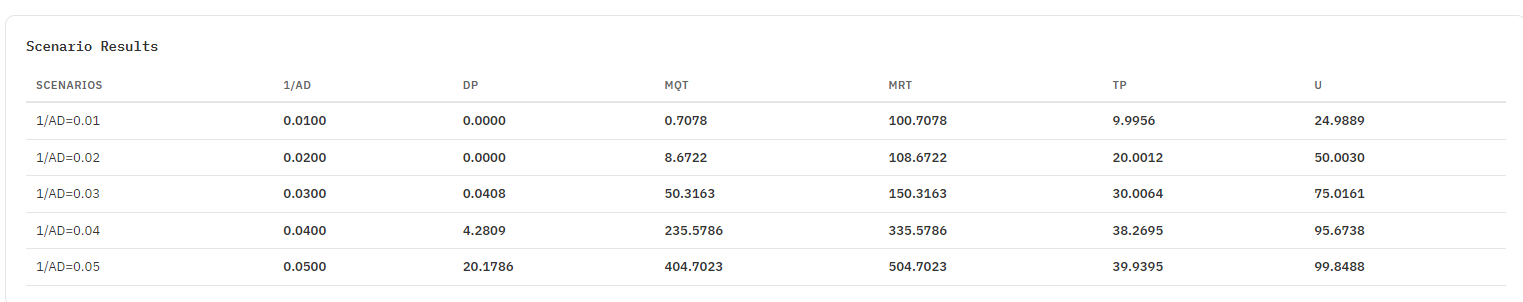 Scenario Results
SCENARIOS 1/AD DP MQT MRT TP U
1/AD=0.01 0.0100 0.0000 0.7078 100.7078 9.9956 24.9889
1/AD=0.02 0.0200 0.0000 8.6722 108.6722 20.0012 50.0030
1/AD=0.03 0.0300 0.0408 50.3163 150.3163 30.0064 75.0161
1/AD=0.04 0.0400 4.2809 235.5786 335.5786 38.2695 95.6738
1/AD=0.05 0.0500 20.1786 404.7023 504.7023 39.9395 99.8488